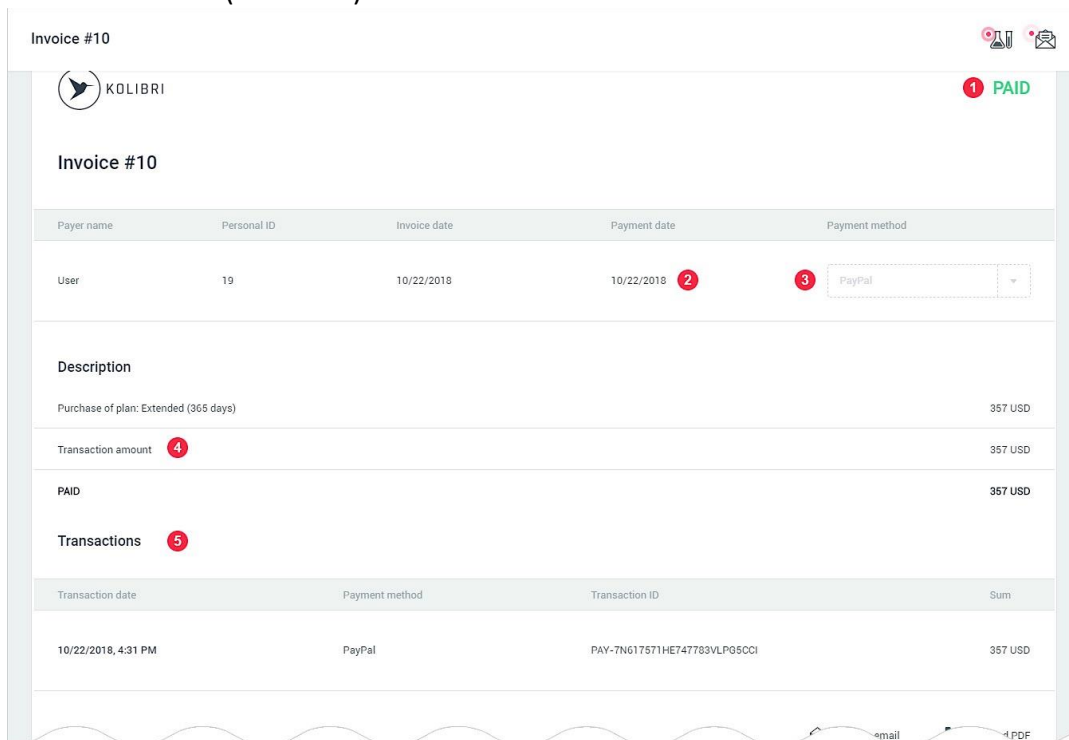 Invoice #10
KOLIBRI
1 PAID
Invoice #10
Payer name Personal ID Invoice date Payment date Payment method
User 19 10/22/2018 10/22/2018 2 3 PayPal
Description
Purchase of plan: Extended (365 days) 357 USD
Transaction amount 4 357 USD
PAID 357 USD
Transactions 5
Transaction date Payment method Transaction ID Sum
10/22/2018, 4:31 PM PayPal PAY-7N617571HE747783VLPG5CCI 357 USD
email PDF